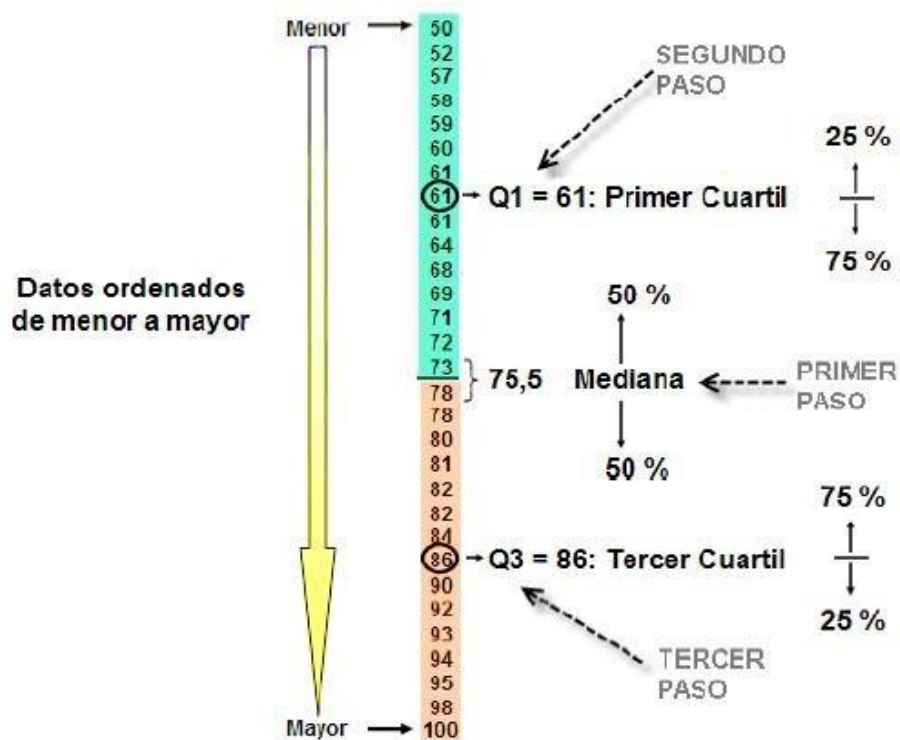 Menor
50
52
57
58
59
60
61
61
61
64
68
69
71
72
73
78
78
80
81
82
82
84
86
90
92
93
94
95
98
100
SEGUNDO
PASO
25 %
Q1 = 61: Primer Cuartil
75 %
Datos ordenados
de menor a mayor
50 %
75,5 Mediana
PRIMER
PASO
50 %
75 %
Q3 = 86: Tercer Cuartil
25 %
TERCER
PASO
Mayor